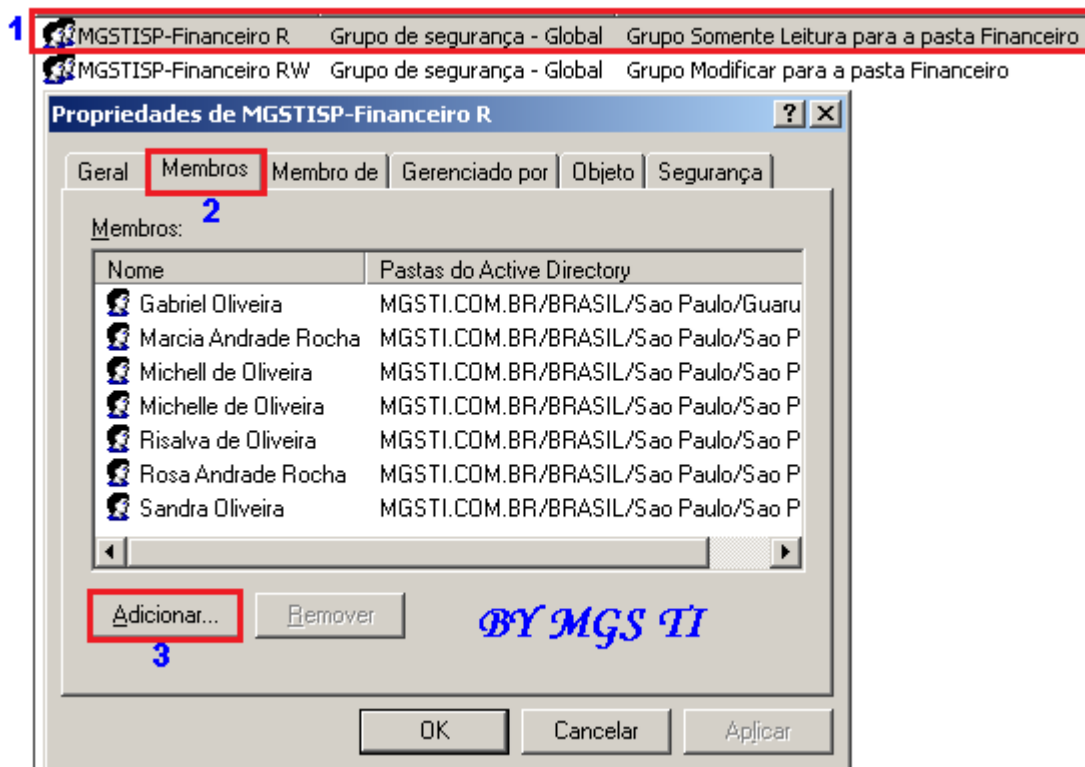 1 MGSTISP-Financeiro R Grupo de segurança - Global Grupo Somente Leitura para a pasta Financeiro
MGSTISP-Financeiro RW Grupo de segurança - Global Grupo Modificar para a pasta Financeiro
Propriedades de MGSTISP-Financeiro R
Geral Membros Membro de Gerenciado por Objeto Segurança
2
Membros:
Nome Pastas do Active Directory
Gabriel Oliveira MGSTI.COM.BR/BRASIL/Sao Paulo/Guaru
Marcia Andrade Rocha MGSTI.COM.BR/BRASIL/Sao Paulo/Sao P
Michell de Oliveira MGSTI.COM.BR/BRASIL/Sao Paulo/Sao P
Michelle de Oliveira MGSTI.COM.BR/BRASIL/Sao Paulo/Sao P
Risalva de Oliveira MGSTI.COM.BR/BRASIL/Sao Paulo/Sao P
Rosa Andrade Rocha MGSTI.COM.BR/BRASIL/Sao Paulo/Sao P
Sandra Oliveira MGSTI.COM.BR/BRASIL/Sao Paulo/Sao P
Adicionar... Remover BY MGS TI
3
OK Cancelar Aplicar